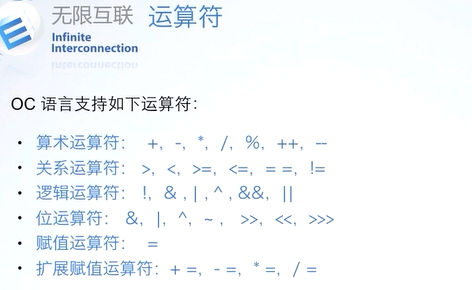 无限互联 运算符
Infinite
Interconnection
OC 语言支持如下运算符：
• 算术运算符： +, -, *, /, %, ++, --
• 关系运算符： >, <, >=, <=, = =, !=
• 逻辑运算符： !, & , | , ^ , &&, ||
• 位运算符： &, |, ^, ~ , >>, <<, >>>
• 赋值运算符： =
• 扩展赋值运算符：+ =, - =, * =, / =